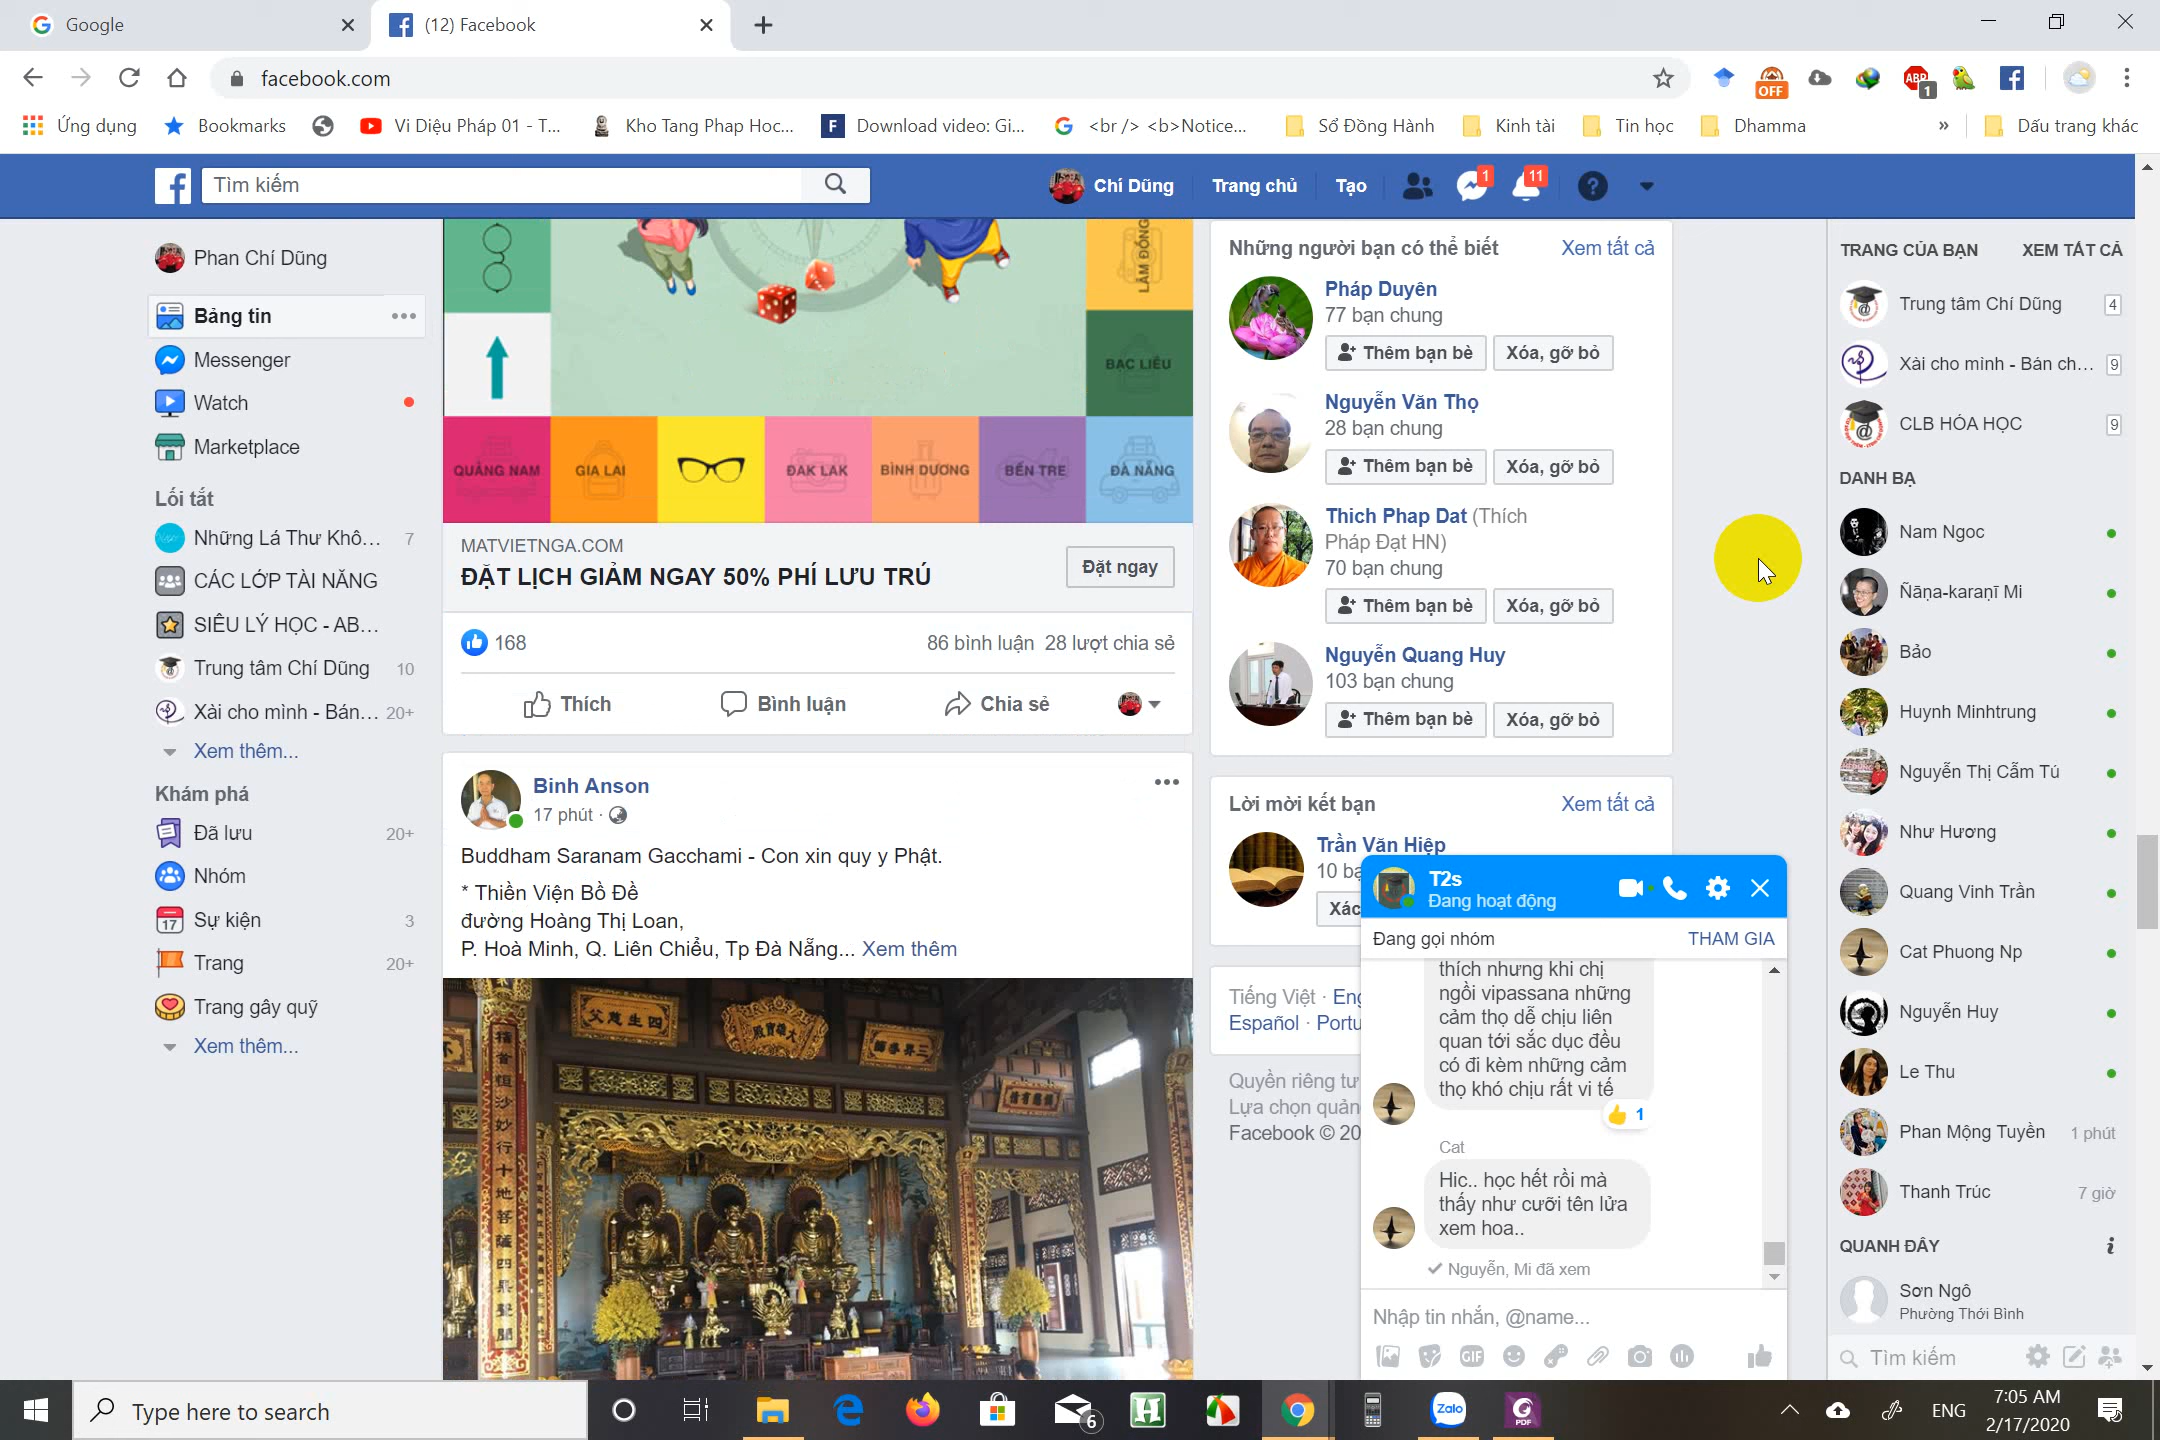 Google
(12) Facebook
facebook.com
OFF
ABP
1
Ứng dụng
Bookmarks
Vi Diệu Pháp 01 - T...
Kho Tang Phap Hoc...
Download video: Gi...
<br /> <b>Notice...
Sổ Đồng Hành
Kinh tài
Tin học
Dhamma
»
Dấu trang khác
Tìm kiếm
Chí Dũng
Trang chủ
Tạo
1
11
Phan Chí Dũng
Bảng tin
Messenger
Watch
Marketplace
Lối tắt
Những Lá Thư Khô... 7
CÁC LỚP TÀI NĂNG
SIÊU LÝ HỌC - AB...
Trung tâm Chí Dũng 10
Xài cho mình - Bán... 20+
Xem thêm...
Khám phá
Đã lưu 20+
Nhóm
Sự kiện 3
Trang 20+
Trang gây quỹ
Xem thêm...
LÂM ĐỒNG
BẠC LIÊU
QUẢNG NAM
GIA LAI
ĐAK LAK
BÌNH DƯƠNG
BẾN TRE
ĐÀ NẴNG
MATVIETNGA.COM
ĐẶT LỊCH GIẢM NGAY 50% PHÍ LƯU TRÚ
Đặt ngay
168
86 bình luận 28 lượt chia sẻ
Thích
Bình luận
Chia sẻ
Binh Anson
17 phút ·
Buddham Saranam Gacchami - Con xin quy y Phật.
* Thiền Viện Bồ Đề
đường Hoàng Thị Loan,
P. Hoà Minh, Q. Liên Chiểu, Tp Đà Nẵng... Xem thêm
Những người bạn có thể biết
Xem tất cả
Pháp Duyên
77 bạn chung
Thêm bạn bè
Xóa, gỡ bỏ
Nguyễn Văn Thọ
28 bạn chung
Thêm bạn bè
Xóa, gỡ bỏ
Thich Phap Dat (Thích
Pháp Đạt HN)
70 bạn chung
Thêm bạn bè
Xóa, gỡ bỏ
Nguyễn Quang Huy
103 bạn chung
Thêm bạn bè
Xóa, gỡ bỏ
Lời mời kết bạn
Xem tất cả
Trần Văn Hiệp
10 bạ
Xác
Tiếng Việt · Eng
Español · Portu
Quyền riêng tư
Lựa chọn quản
Facebook © 20
T2s
Đang hoạt động
Đang gọi nhóm
THAM GIA
thích nhưng khi chị
ngồi vipassana những
cảm thọ dễ chịu liên
quan tới sắc dục đều
có đi kèm những cảm
thọ khó chịu rất vi tế
1
Cat
Hic.. học hết rồi mà
thấy như cưỡi tên lửa
xem hoa..
Nguyễn, Mi đã xem
Nhập tin nhắn, @name...
GIF
TRANG CỦA BẠN
XEM TẤT CẢ
Trung tâm Chí Dũng 4
Xài cho mình - Bán ch... 9
CLB HÓA HỌC 9
DANH BẠ
Nam Ngoc
Ñāṇa-karaṇī Mi
Bảo
Huynh Minhtrung
Nguyễn Thị Cẩm Tú
Như Hương
Quang Vinh Trần
Cat Phuong Np
Nguyễn Huy
Le Thu
Phan Mộng Tuyền 1 phút
Thanh Trúc 7 giờ
QUANH ĐÂY
Sơn Ngô
Phường Thới Bình
Tìm kiếm
Type here to search
6
Zalo
PDF
ENG
7:05 AM
2/17/2020